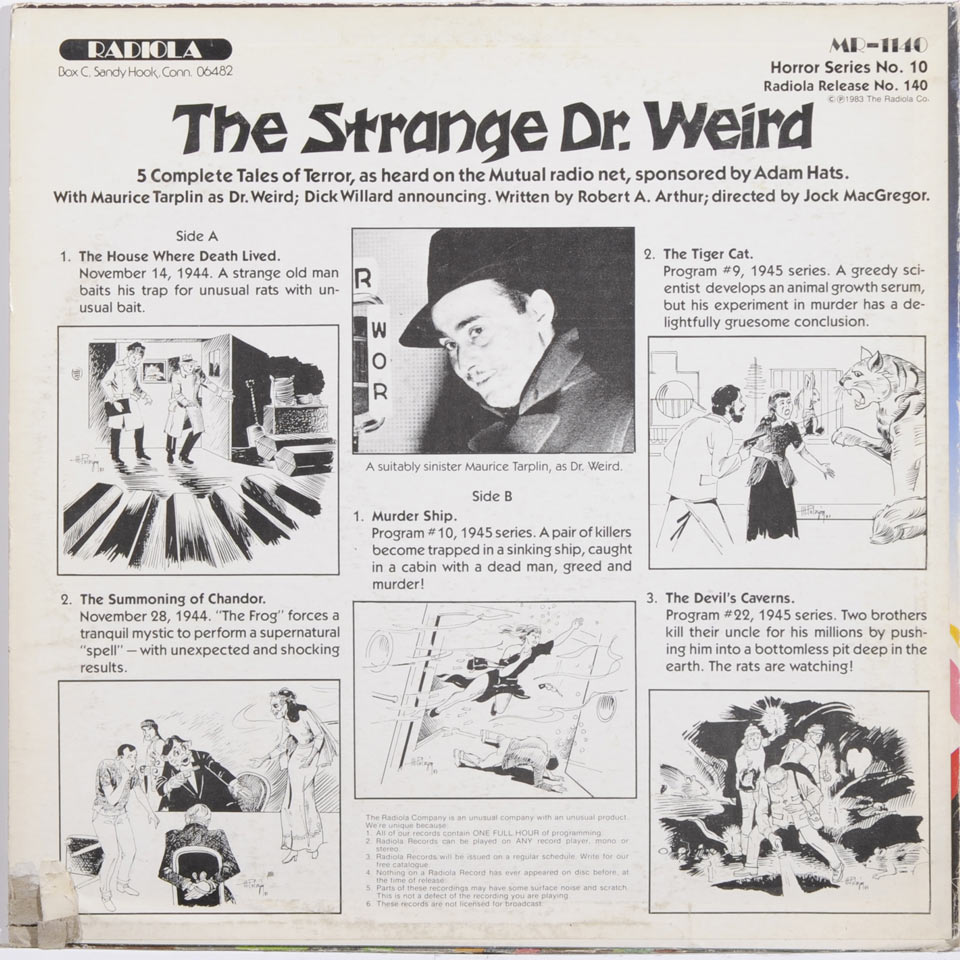 RADIOLA
Box C, Sandy Hook, Conn. 06482
MR-1140
Horror Series No. 10
Radiola Release No. 140
©℗1983 The Radiola Co.
The Strange Dr. Weird
5 Complete Tales of Terror, as heard on the Mutual radio net, sponsored by Adam Hats.
With Maurice Tarplin as Dr. Weird; Dick Willard announcing. Written by Robert A. Arthur; directed by Jock MacGregor.
Side A
1. The House Where Death Lived.
November 14, 1944. A strange old man
baits his trap for unusual rats with un-
usual bait.
2. The Summoning of Chandor.
November 28, 1944. "The Frog" forces a
tranquil mystic to perform a supernatural
"spell" — with unexpected and shocking
results.
R
WOR
A suitably sinister Maurice Tarplin, as Dr. Weird.
Side B
1. Murder Ship.
Program #10, 1945 series. A pair of killers
become trapped in a sinking ship, caught
in a cabin with a dead man, greed and
murder!
2. The Tiger Cat.
Program #9, 1945 series. A greedy sci-
entist develops an animal growth serum,
but his experiment in murder has a de-
lightfully gruesome conclusion.
3. The Devil's Caverns.
Program #22, 1945 series. Two brothers
kill their uncle for his millions by push-
ing him into a bottomless pit deep in the
earth. The rats are watching!
The Radiola Company is an unusual company with an unusual product.
We're unique because:
1. All of our records contain ONE FULL HOUR of programming.
2. Radiola Records can be played on ANY record player, mono or
stereo.
3. Radiola Records will be issued on a regular schedule. Write for our
free catalogue.
4. Nothing on a Radiola Record has ever appeared on disc before, at
the time of release.
5. Parts of these recordings may have some surface noise and scratch.
This is not a defect of the recording you are playing.
6. These records are not licensed for broadcast.